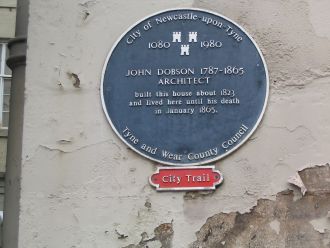 City of Newcastle upon Tyne
1080 1980
JOHN DOBSON 1787-1865
ARCHITECT
built this house about 1823
and lived here until his death
in January 1865.
Tyne and Wear County Council
City Trail